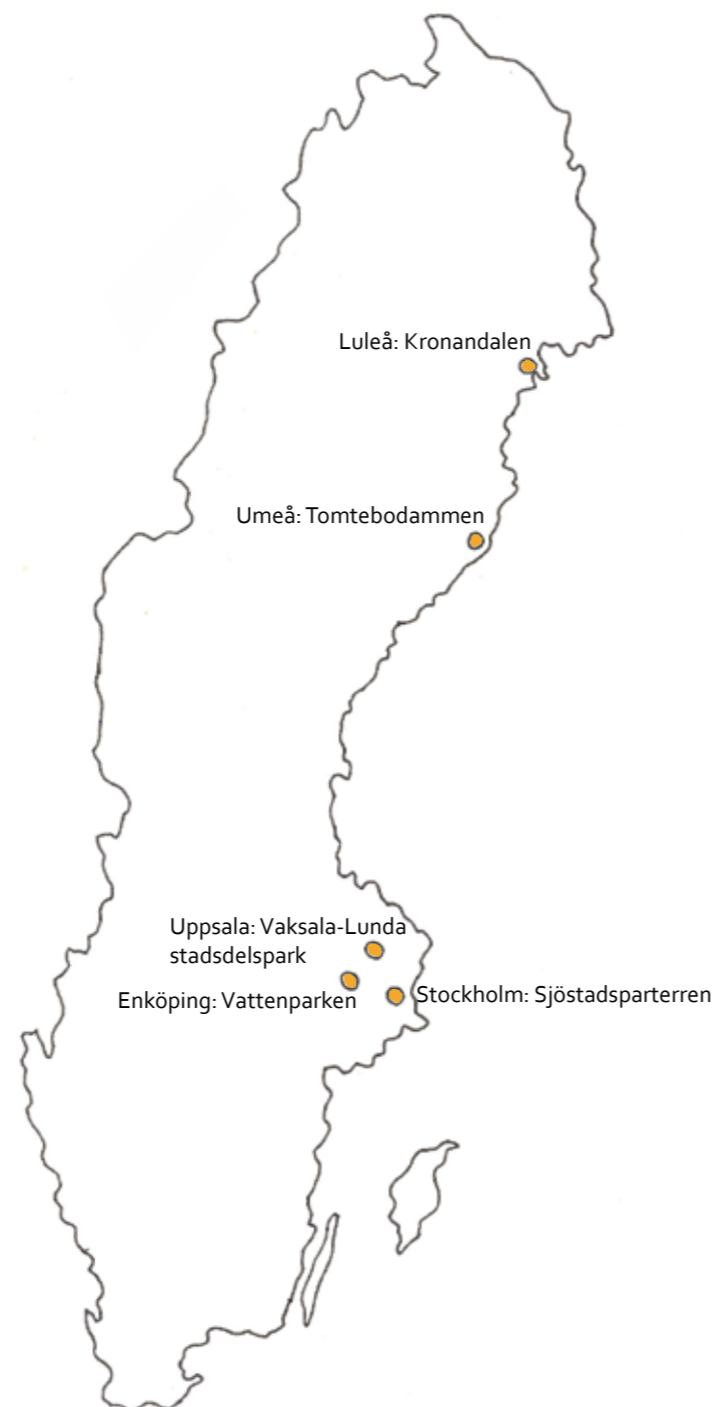 Luleå: Kronandalen
Umeå: Tomtebodammen
Uppsala: Vaksala-Lunda
stadsdelspark
Enköping: Vattenparken
Stockholm: Sjöstadsparterren